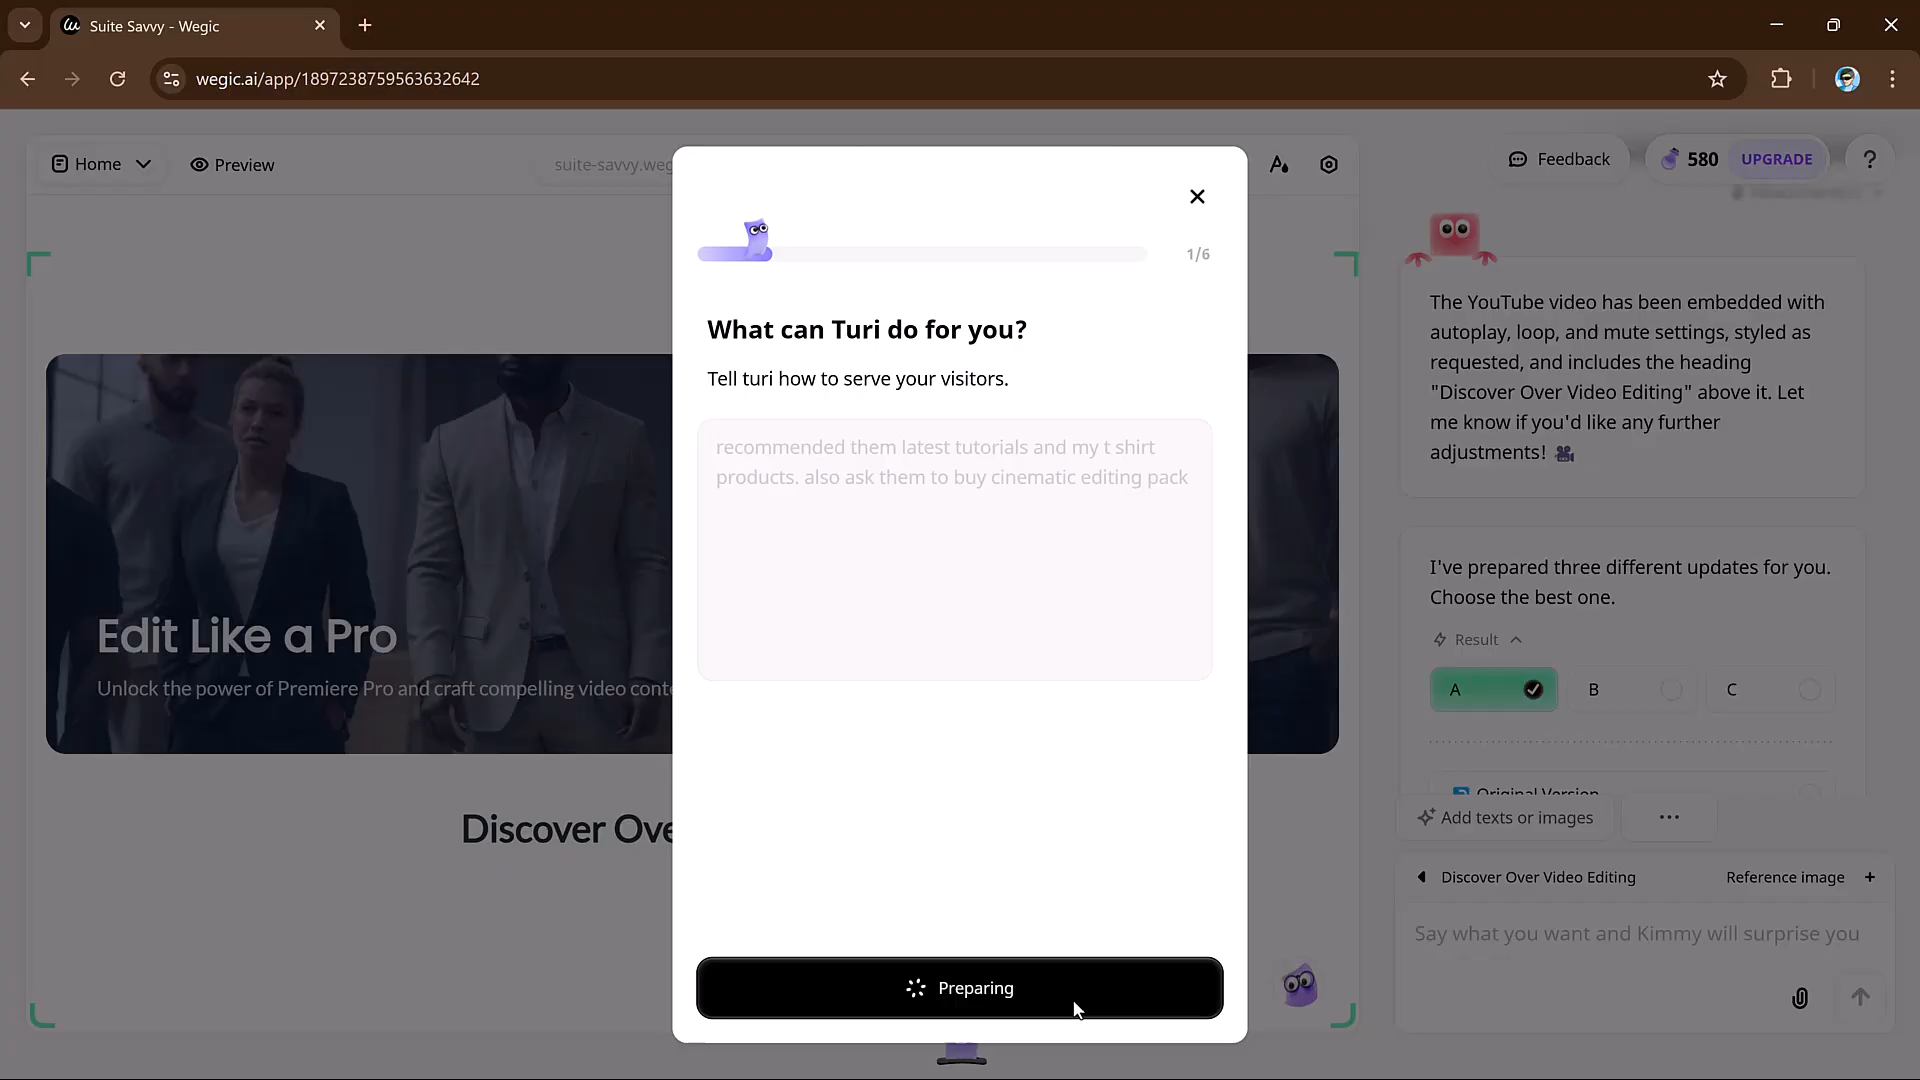 Suite Savvy - Wegic
wegic.ai/app/1897238759563632642
Home
Preview
suite-savvy.weg
Feedback
580
UPGRADE
?
1/6
What can Turi do for you?
Tell turi how to serve your visitors.
recommended them latest tutorials and my t shirt
products. also ask them to buy cinematic editing pack
Preparing
Edit Like a Pro
Unlock the power of Premiere Pro and craft compelling video conte
Discover Ove
The YouTube video has been embedded with
autoplay, loop, and mute settings, styled as
requested, and includes the heading
"Discover Over Video Editing" above it. Let
me know if you'd like any further
adjustments!
I've prepared three different updates for you.
Choose the best one.
Result
A
B
C
Original Version
Add texts or images
Discover Over Video Editing
Reference image +
Say what you want and Kimmy will surprise you